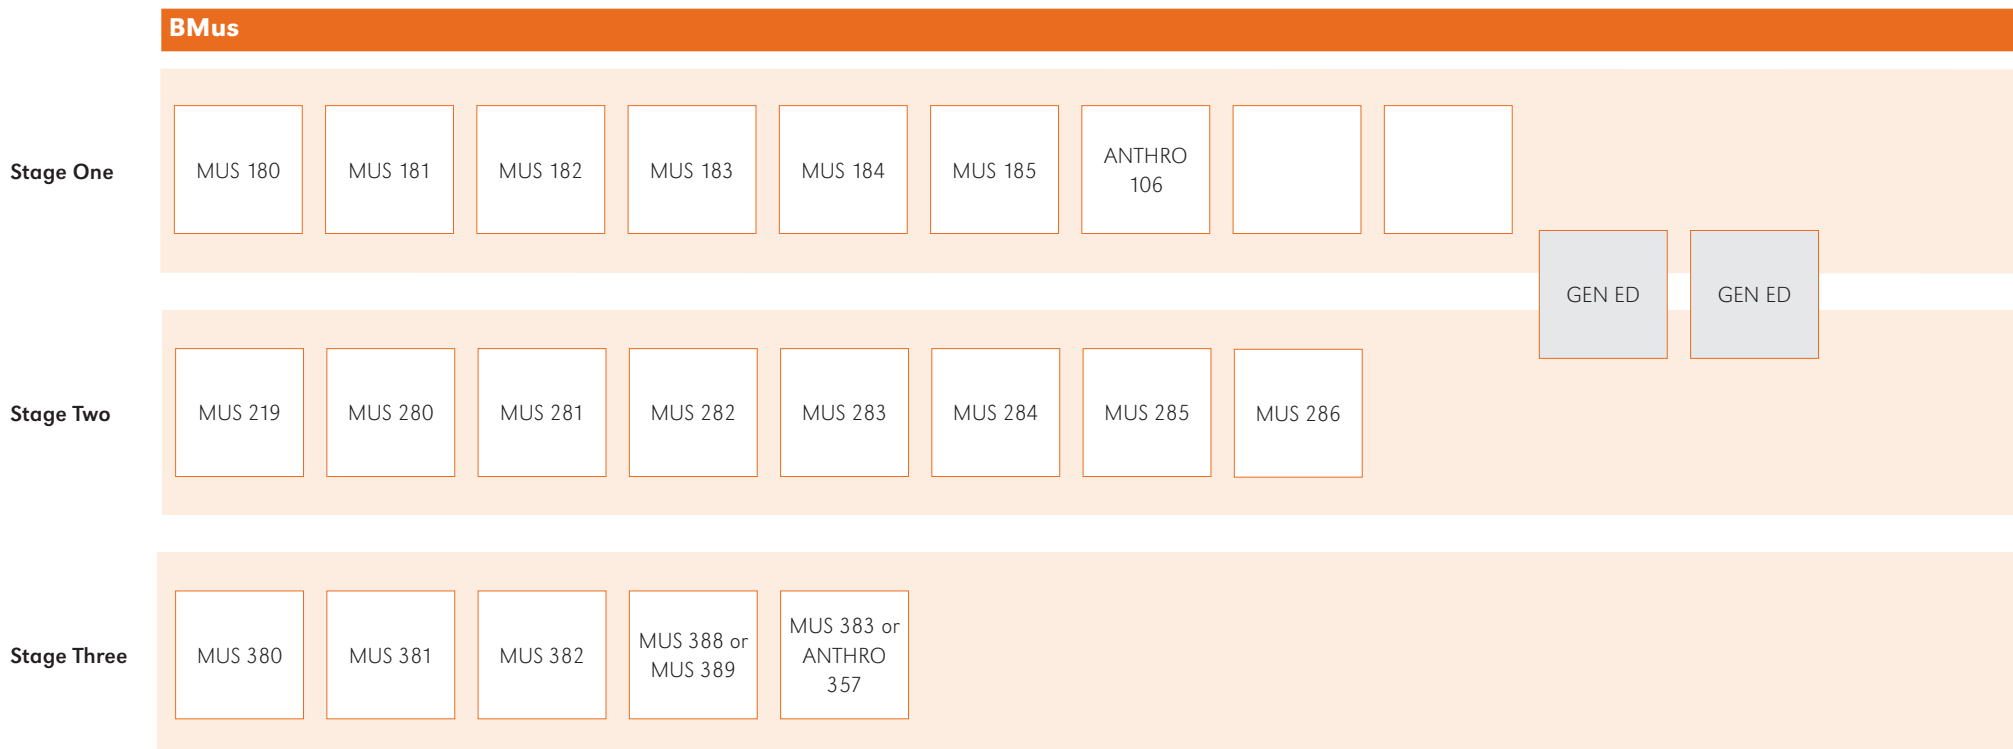 BMus
Stage One
MUS 180
MUS 181
MUS 182
MUS 183
MUS 184
MUS 185
ANTHRO
106
GEN ED
GEN ED
Stage Two
MUS 219
MUS 280
MUS 281
MUS 282
MUS 283
MUS 284
MUS 285
MUS 286
Stage Three
MUS 380
MUS 381
MUS 382
MUS 388 or
MUS 389
MUS 383 or
ANTHRO
357